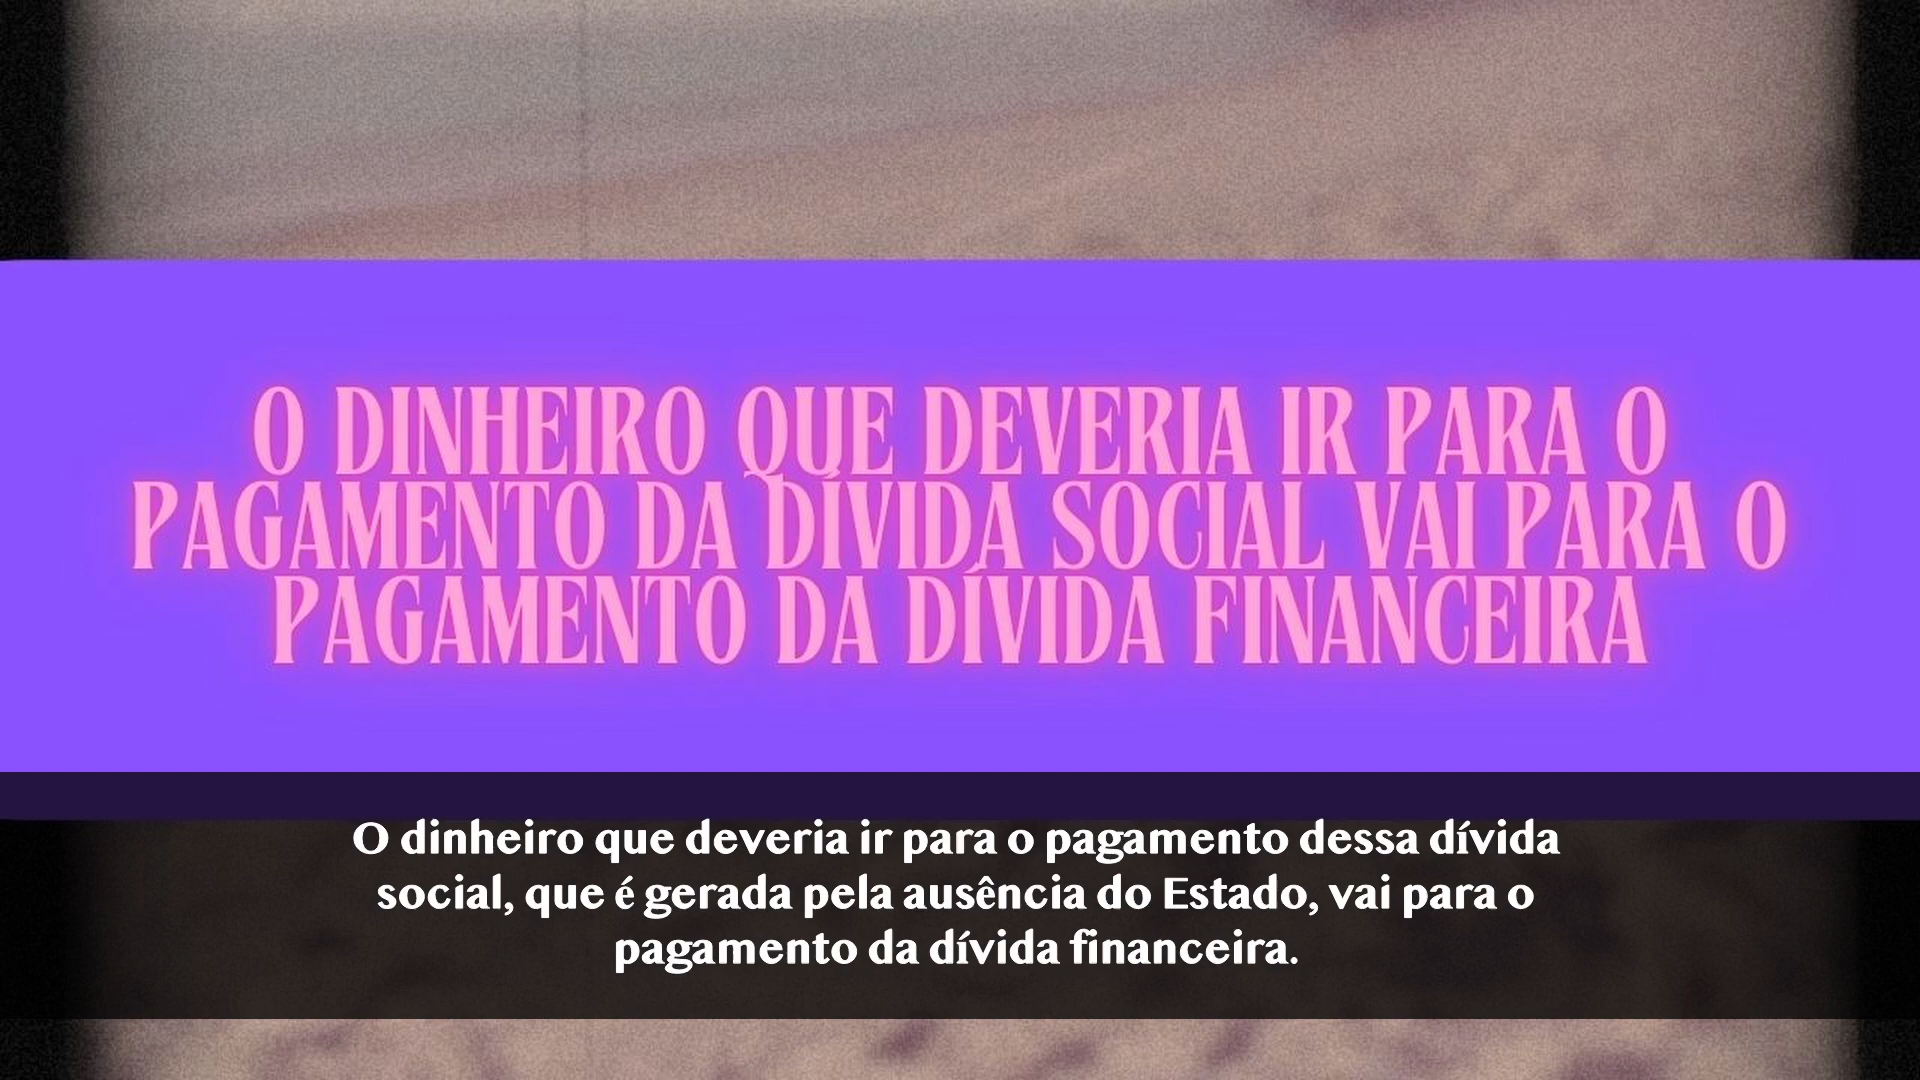 O DINHEIRO QUE DEVERIA IR PARA O
PAGAMENTO DA DÍVIDA SOCIAL VAI PARA O
PAGAMENTO DA DÍVIDA FINANCEIRA
O dinheiro que deveria ir para o pagamento dessa dívida
social, que é gerada pela ausência do Estado, vai para o
pagamento da dívida financeira.